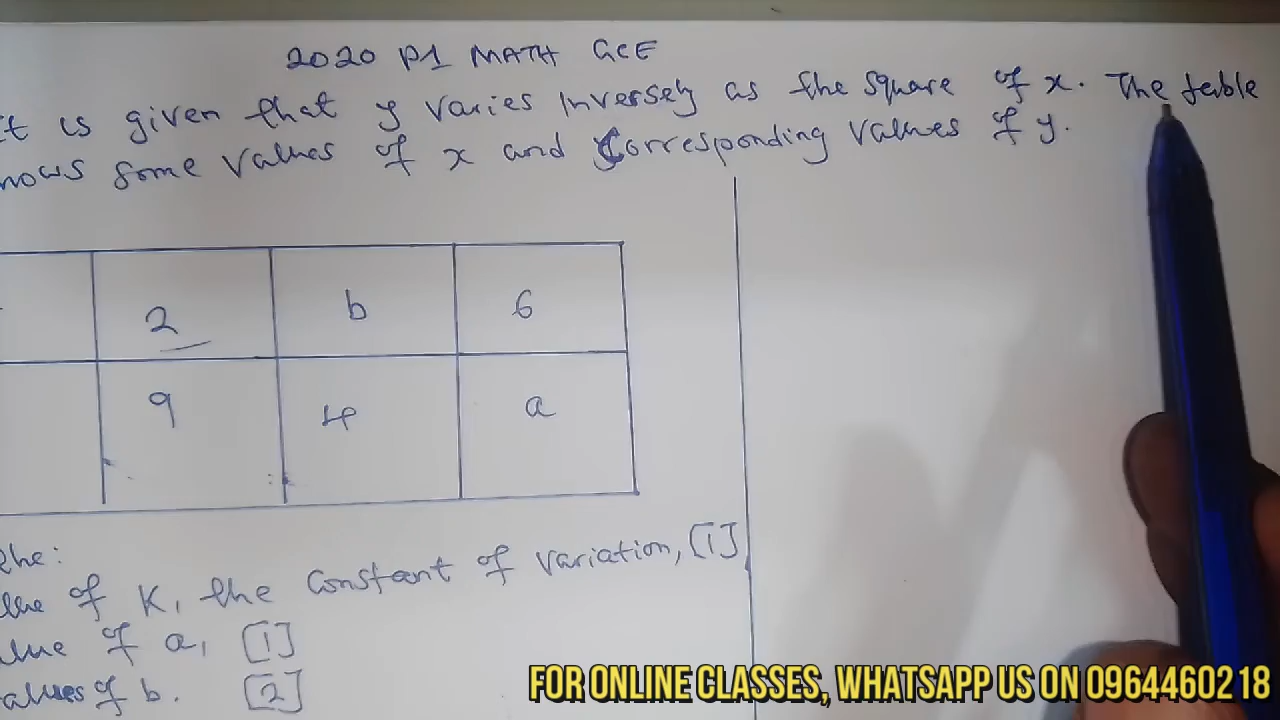 2020 P1 MATH GCE
It is given that y varies inversely as the square of x. The table
hows some values of x and corresponding values of y.
2 b 6
9 4 a
the:
lue of K, the constant of variation, [1]
lue of a, [1]
alues of b. [2]
FOR ONLINE CLASSES, WHATSAPP US ON 0964460218